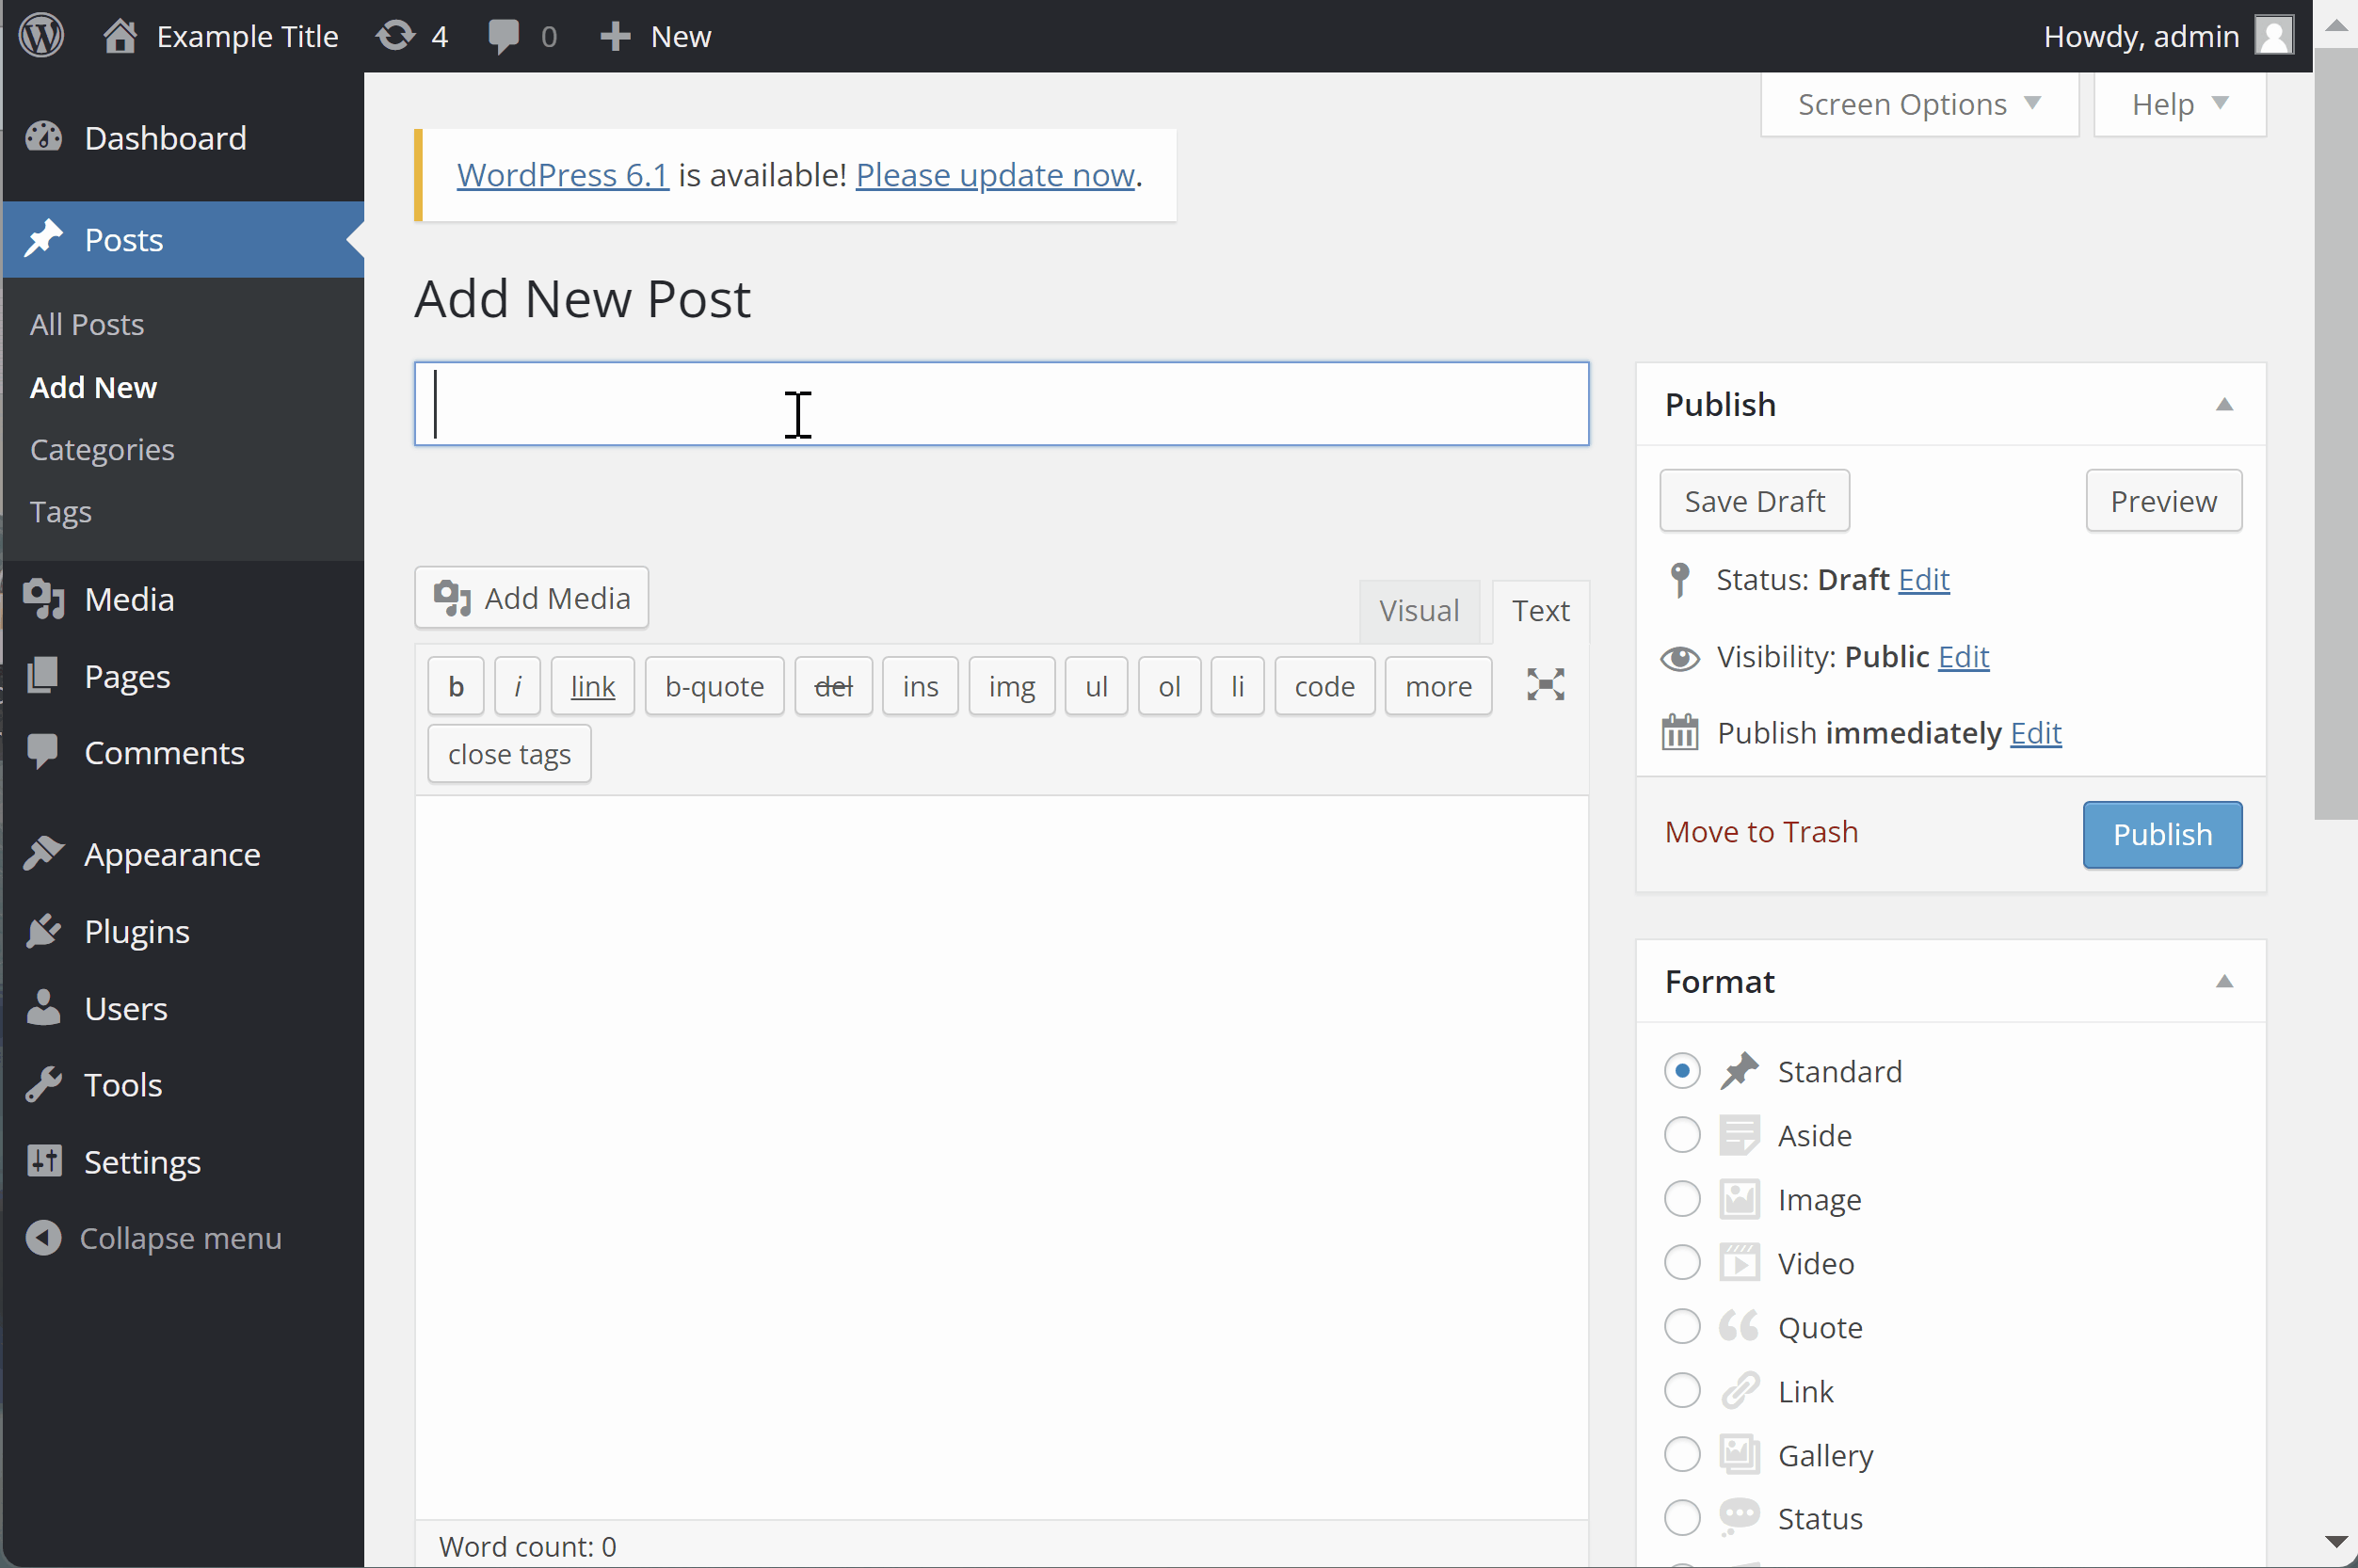 Example Title 4 0 New Howdy, admin
Screen Options Help
Dashboard
Posts
All Posts
Add New
Categories
Tags
Media
Pages
Comments
Appearance
Plugins
Users
Tools
Settings
Collapse menu
WordPress 6.1 is available! Please update now.
Add New Post
Add Media
Visual Text
b i link b-quote del ins img ul ol li code more
close tags
Word count: 0
Publish
Save Draft Preview
Status: Draft Edit
Visibility: Public Edit
Publish immediately Edit
Move to Trash Publish
Format
Standard
Aside
Image
Video
Quote
Link
Gallery
Status